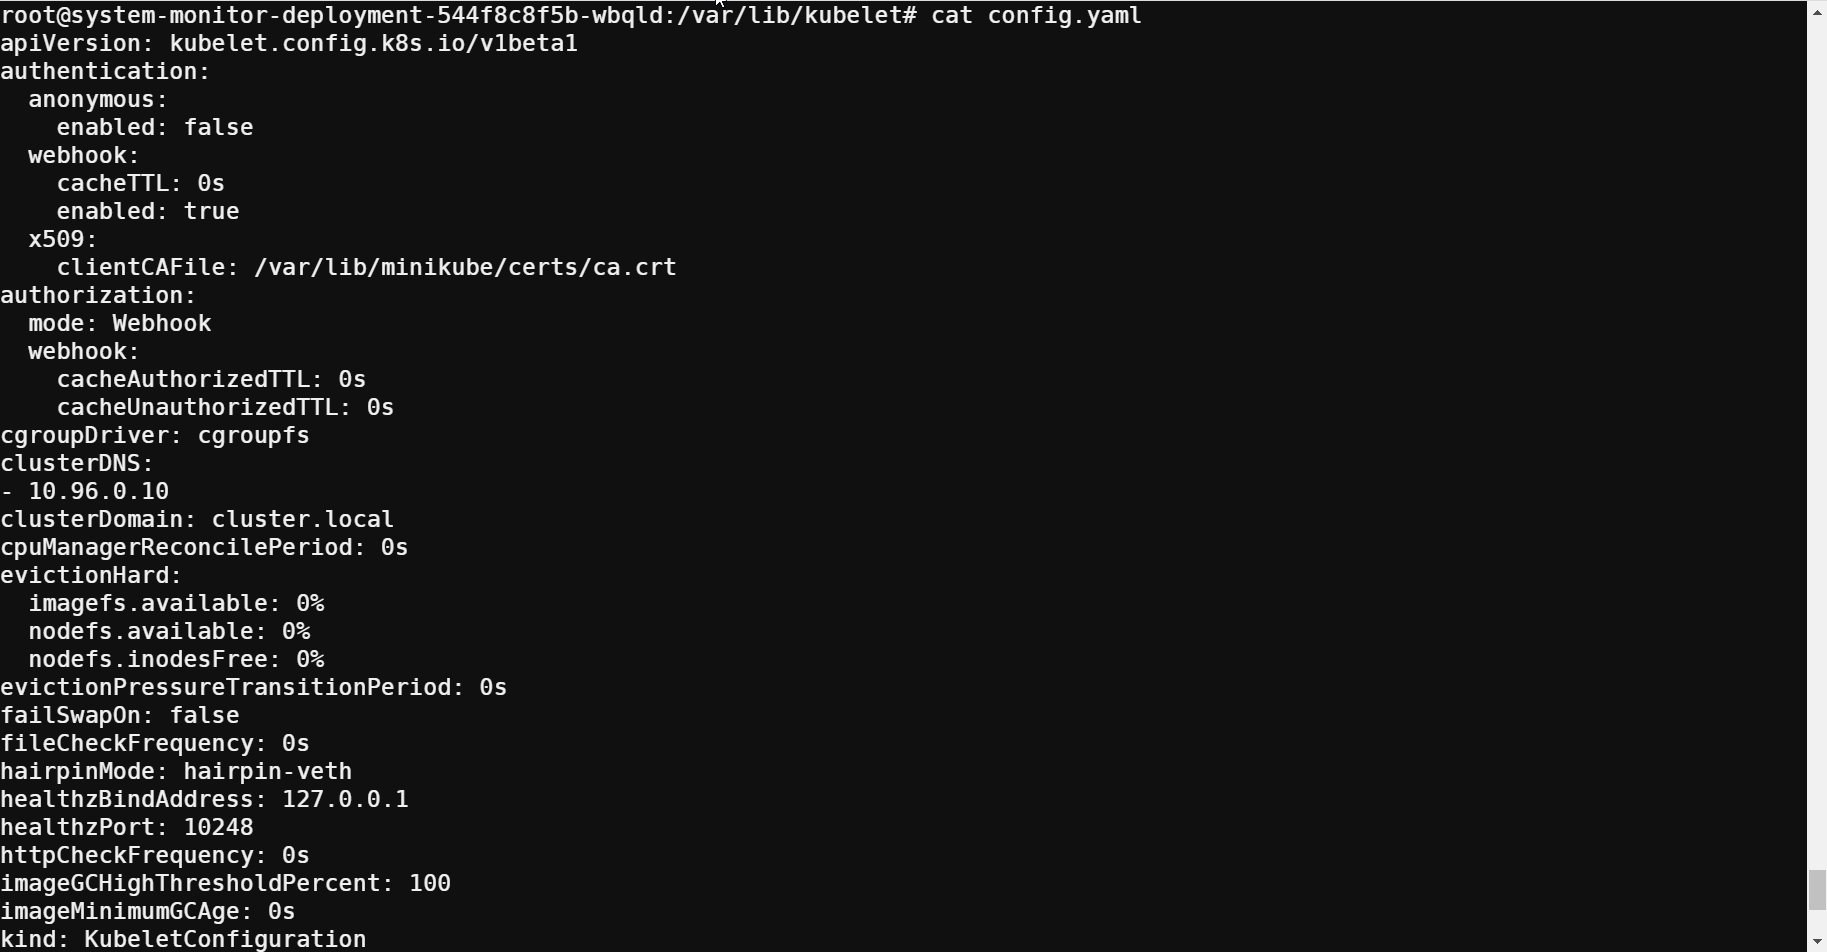 root@system-monitor-deployment-544f8c8f5b-wbqld:/var/lib/kubelet# cat config.yaml
apiVersion: kubelet.config.k8s.io/v1beta1
authentication:
  anonymous:
    enabled: false
  webhook:
    cacheTTL: 0s
    enabled: true
  x509:
    clientCAFile: /var/lib/minikube/certs/ca.crt
authorization:
  mode: Webhook
  webhook:
    cacheAuthorizedTTL: 0s
    cacheUnauthorizedTTL: 0s
cgroupDriver: cgroupfs
clusterDNS:
- 10.96.0.10
clusterDomain: cluster.local
cpuManagerReconcilePeriod: 0s
evictionHard:
  imagefs.available: 0%
  nodefs.available: 0%
  nodefs.inodesFree: 0%
evictionPressureTransitionPeriod: 0s
failSwapOn: false
fileCheckFrequency: 0s
hairpinMode: hairpin-veth
healthzBindAddress: 127.0.0.1
healthzPort: 10248
httpCheckFrequency: 0s
imageGCHighThresholdPercent: 100
imageMinimumGCAge: 0s
kind: KubeletConfiguration